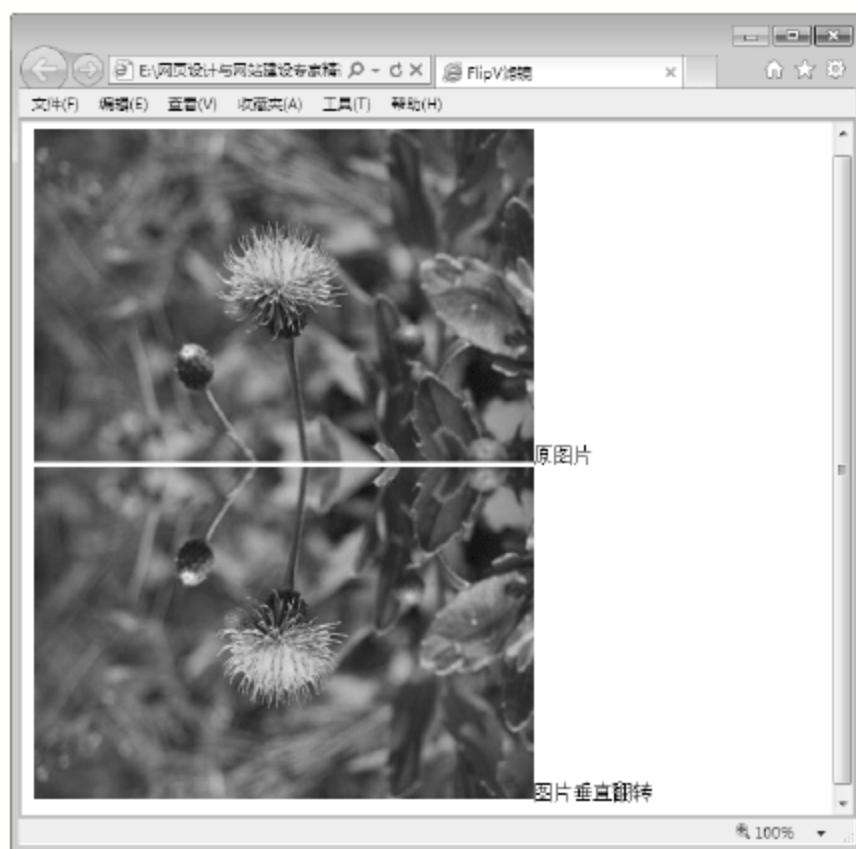 E:\网页设计与网站建设专家精
FlipV滤镜
文件(F) 编辑(E) 查看(V) 收藏夹(A) 工具(T) 帮助(H)
原图片
图片垂直翻转
100%